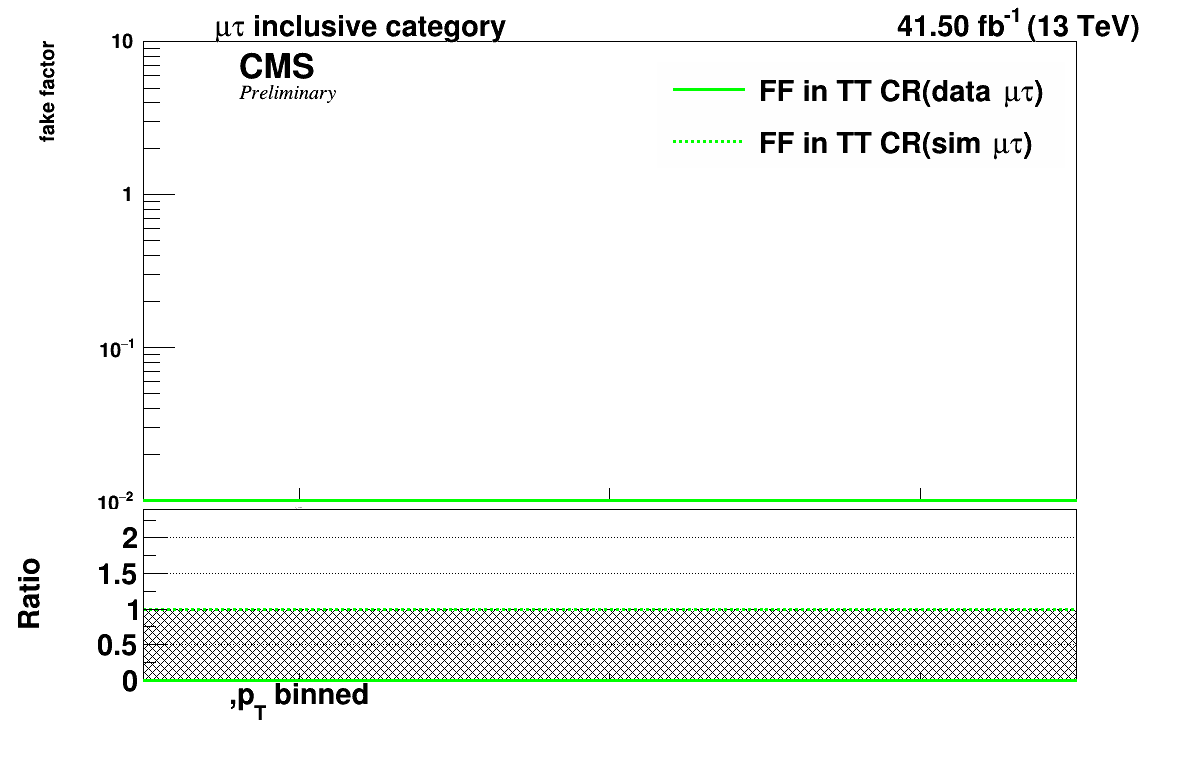 μτ inclusive category
41.50 fb⁻¹ (13 TeV)
fake factor
CMS
Preliminary
FF in TT CR(data μτ)
FF in TT CR(sim μτ)
10
1
10⁻¹
10⁻²
Ratio
2
1.5
1
0.5
0
,p_T binned